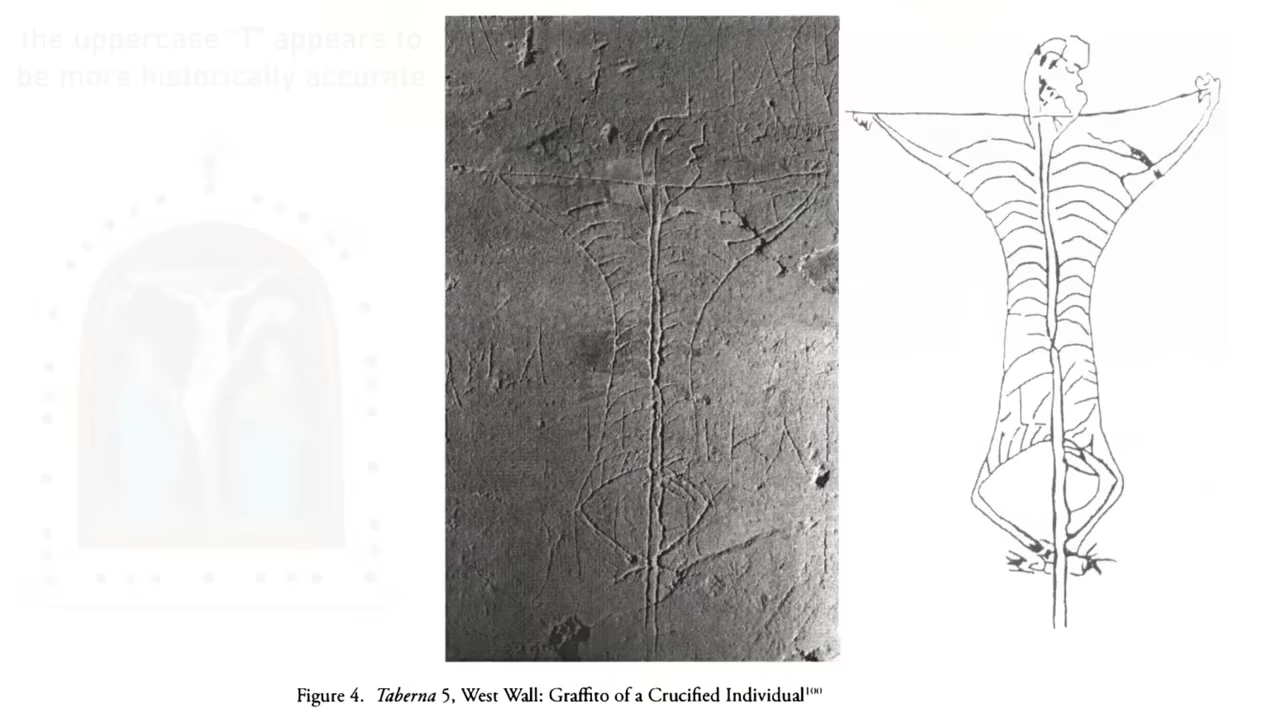 the uppercase "T" appears to
be more historically accurate
Figure 4. Taberna 5, West Wall: Graffito of a Crucified Individual¹⁰⁰